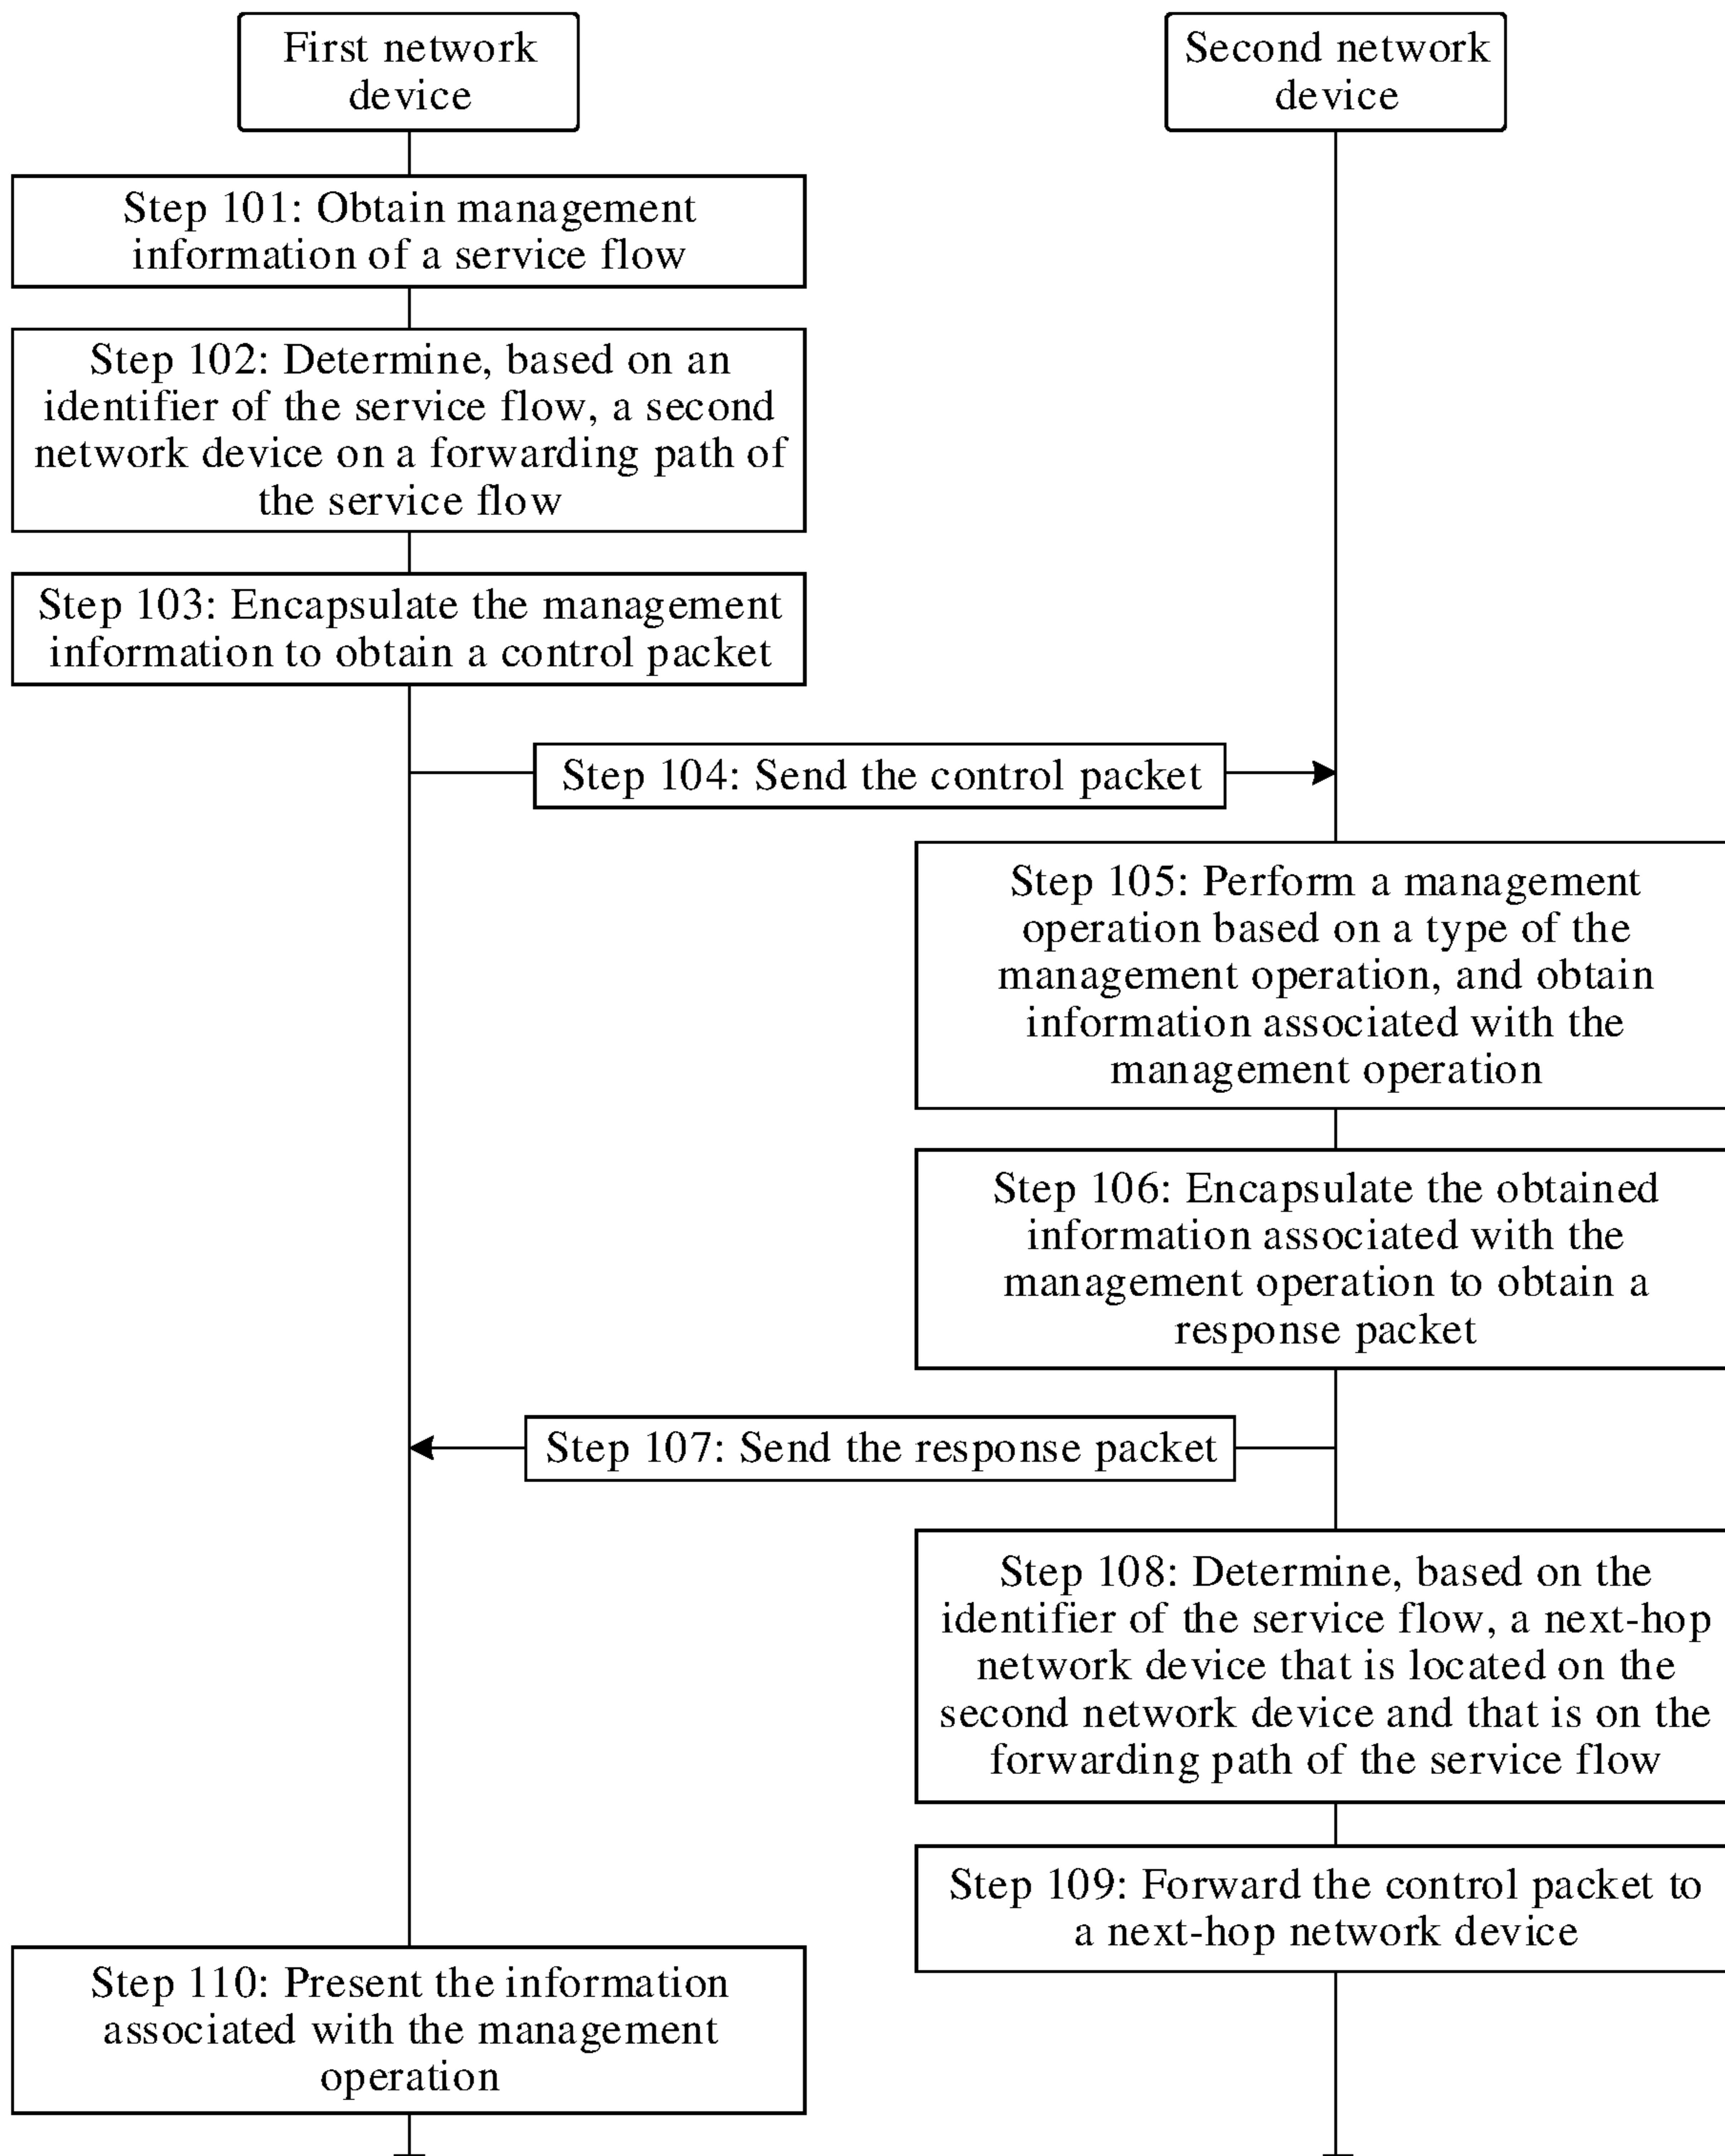 First network
device
Second network
device
Step 101: Obtain management
information of a service flow
Step 102: Determine, based on an
identifier of the service flow, a second
network device on a forwarding path of
the service flow
Step 103: Encapsulate the management
information to obtain a control packet
Step 104: Send the control packet
Step 105: Perform a management
operation based on a type of the
management operation, and obtain
information associated with the
management operation
Step 106: Encapsulate the obtained
information associated with the
management operation to obtain a
response packet
Step 107: Send the response packet
Step 108: Determine, based on the
identifier of the service flow, a next-hop
network device that is located on the
second network device and that is on the
forwarding path of the service flow
Step 109: Forward the control packet to
a next-hop network device
Step 110: Present the information
associated with the management
operation